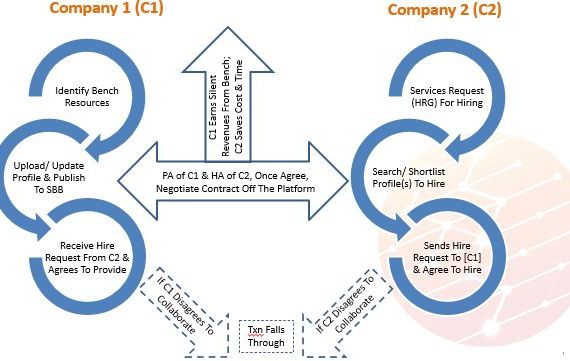 Company 1 (C1)
Company 2 (C2)
Identify Bench
Resources
C1 Earns Silent
Revenues From Bench;
C2 Saves Cost & Time
Services Request
(HRG) For Hiring
Upload/ Update
Profile & Publish
To SBB
PA of C1 & HA of C2, Once Agree,
Negotiate Contract Off The Platform
Search/ Shortlist
Profile(s) To Hire
Receive Hire
Request From C2 &
Agrees To Provide
Sends Hire
Request To [C1]
& Agree To Hire
If C1 Disagrees To
Collaborate
Txn Falls
Through
If C2 Disagrees To
Collaborate